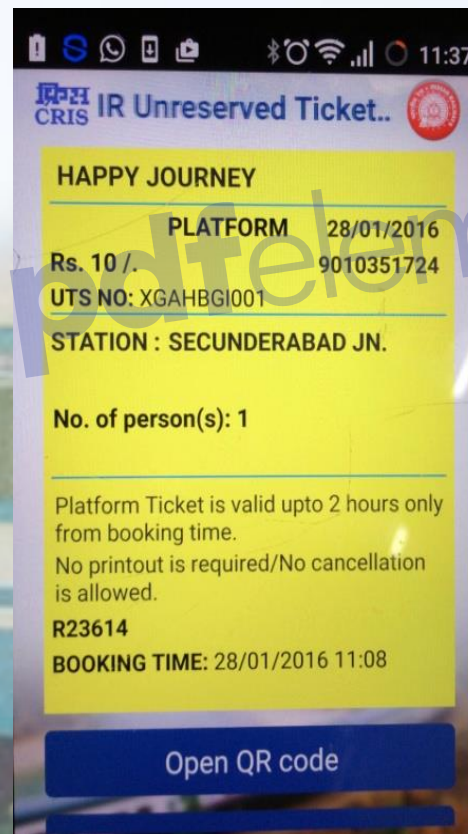 11:37
क्रिस
CRIS IR Unreserved Ticket..
HAPPY JOURNEY
PLATFORM 28/01/2016
Rs. 10 /. 9010351724
UTS NO: XGAHBGI001
STATION : SECUNDERABAD JN.
No. of person(s): 1
Platform Ticket is valid upto 2 hours only
from booking time.
No printout is required/No cancellation
is allowed.
R23614
BOOKING TIME: 28/01/2016 11:08
Open QR code
pdfelem